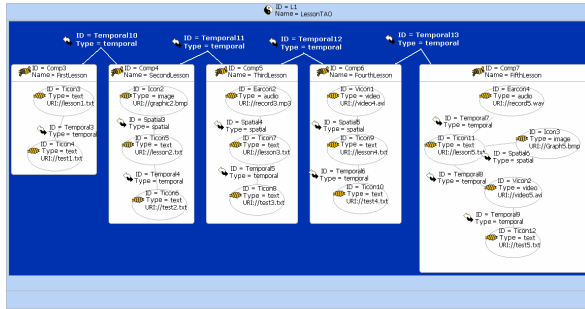 ID = L1
Name = LessonTAO
ID = Temporal10
Type = temporal
ID = Temporal11
Type = temporal
ID = Temporal12
Type = temporal
ID = Temporal13
Type = temporal
ID = Comp3
Name = FirstLesson
ID = Ticon3
Type = text
URI://lesson1.txt
ID = Temporal3
Type = temporal
ID = Ticon4
Type = text
URI://test1.txt
ID = Comp4
Name = SecondLesson
ID = Icon2
Type = image
URI://graphic2.bmp
ID = Spatial3
Type = spatial
ID = Ticon5
Type = text
URI://lesson2.txt
ID = Temporal4
Type = temporal
ID = Ticon6
Type = text
URI://test2.txt
ID = Comp5
Name = ThirdLesson
ID = Earcon2
Type = audio
URI://record3.mp3
ID = Spatial4
Type = spatial
ID = Ticon7
Type = text
URI://lesson3.txt
ID = Temporal5
Type = temporal
ID = Ticon8
Type = text
URI://test3.txt
ID = Comp6
Name = FourthLesson
ID = Vicon1
Type = video
URI://video4.avi
ID = Spatial5
Type = spatial
ID = Ticon9
Type = text
URI://lesson4.txt
ID = Temporal6
Type = temporal
ID = Ticon10
Type = text
URI://test4.txt
ID = Comp7
Name = FifthLesson
ID = Earcon4
Type = audio
URI://record5.wav
ID = Temporal7
Type = temporal
ID = Icon3
Type = image
URI://Graph5.bmp
ID = Ticon11
Type = text
URI://lesson5.txt
ID = Spatial6
Type = spatial
ID = Temporal8
Type = temporal
ID = Vicon2
Type = video
URI://video5.avi
ID = Temporal9
Type = temporal
ID = Ticon12
Type = text
URI://test5.txt